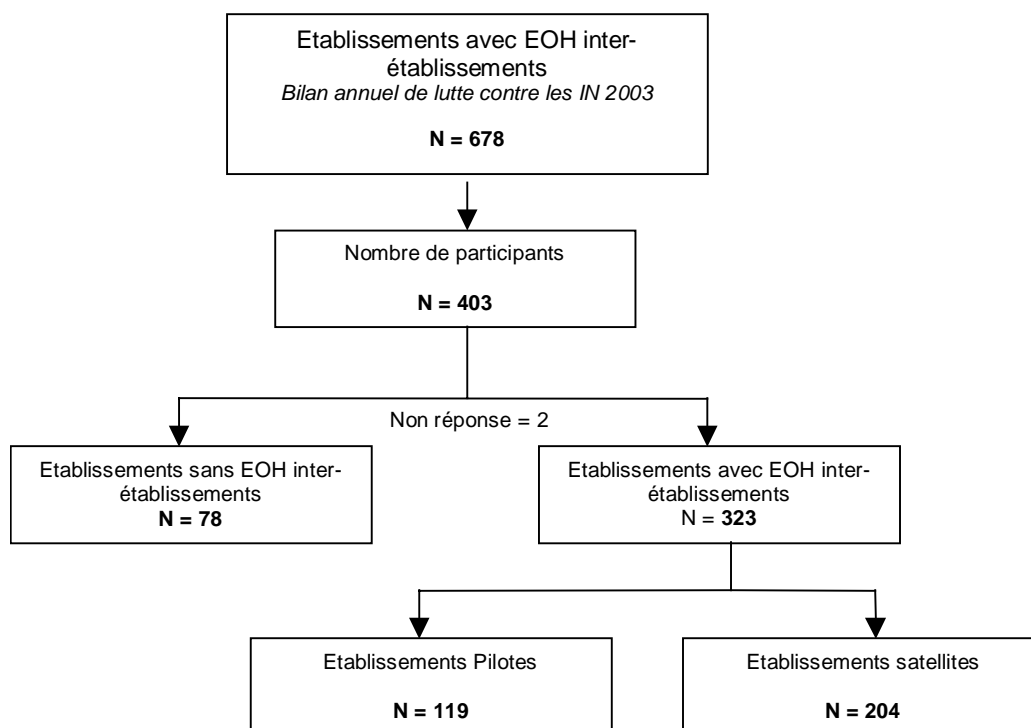 Etablissements avec EOH inter-
établissements
Bilan annuel de lutte contre les IN 2003
N = 678
Nombre de participants
N = 403
Non réponse = 2
Etablissements sans EOH inter-
établissements
N = 78
Etablissements avec EOH inter-
établissements
N = 323
Etablissements Pilotes
N = 119
Etablissements satellites
N = 204